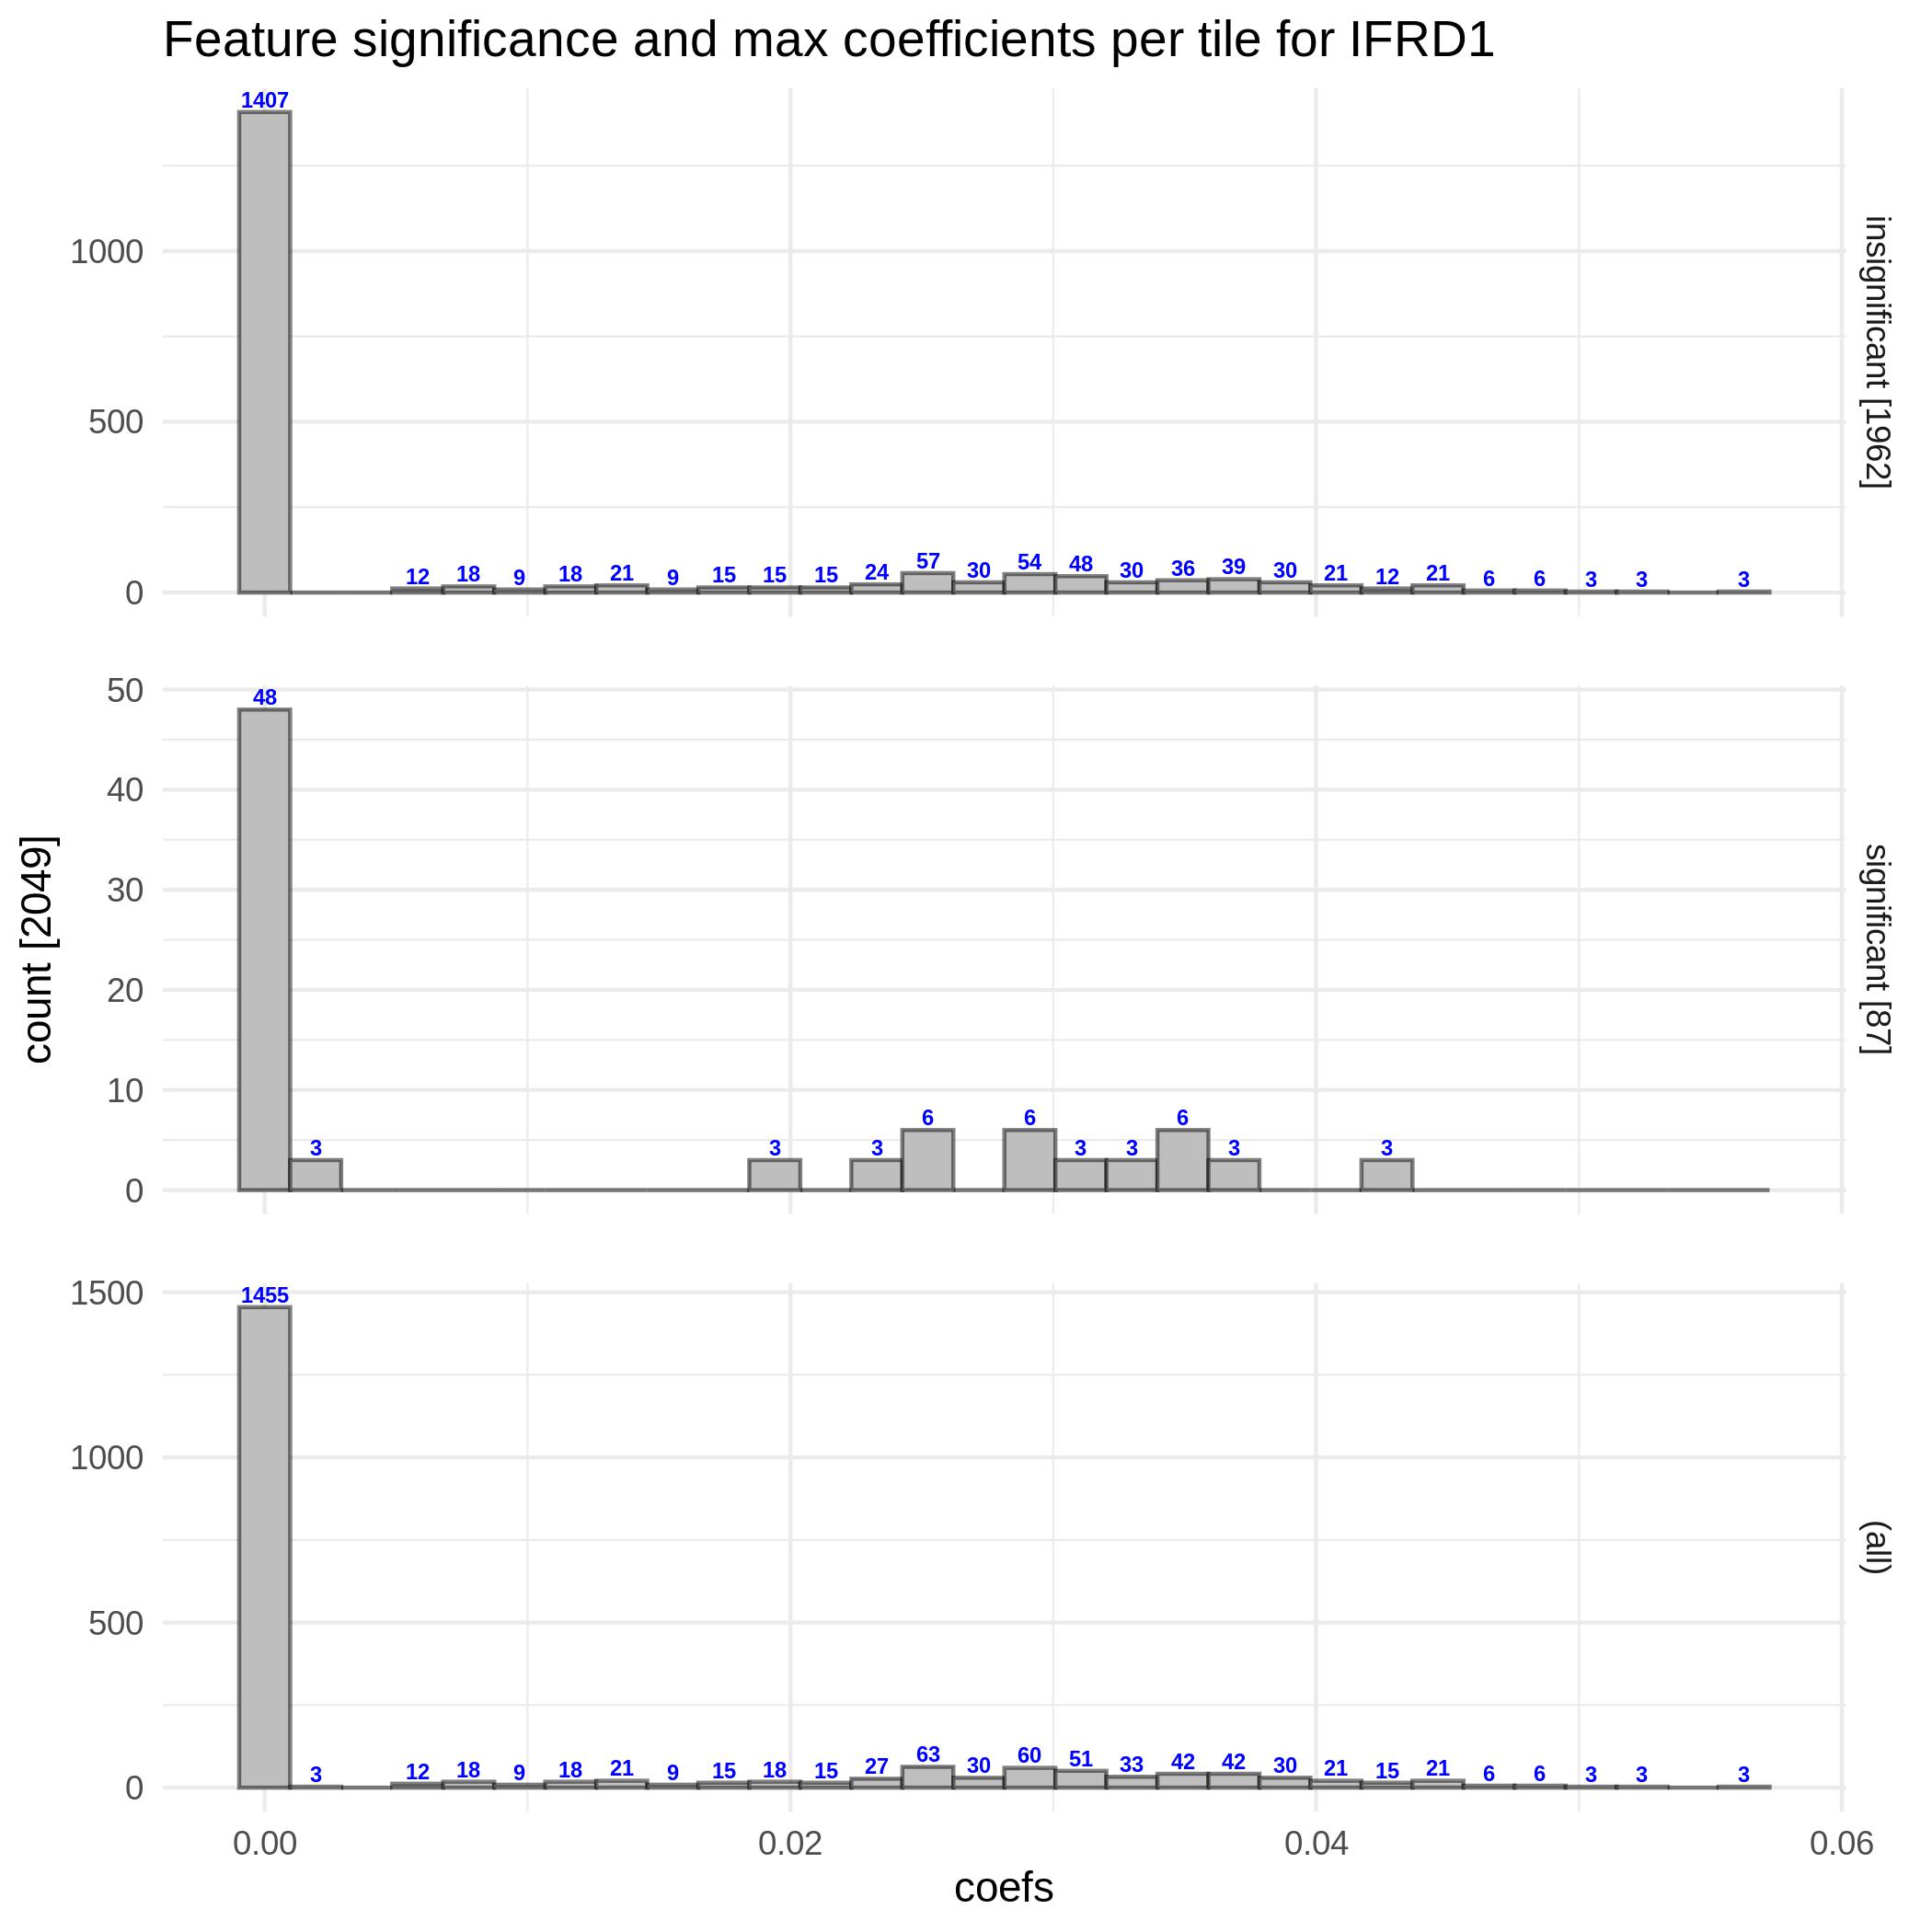 Feature significance and max coefficients per tile for IFRD1
1407
1000
500
0
12 18 9 18 21 9 15 15 15 24 57 30 54 48 30 36 39 30 21 12 21 6 6 3 3 3
insignificant [1962]
50
40
30
20
10
0
48
3 3 3 6 6 3 3 6 3 3
significant [87]
count [2049]
1500
1000
500
0
1455
3 12 18 9 18 21 9 15 18 15 27 63 30 60 51 33 42 42 30 21 15 21 6 6 3 3 3
(all)
0.00 0.02 0.04 0.06
coefs